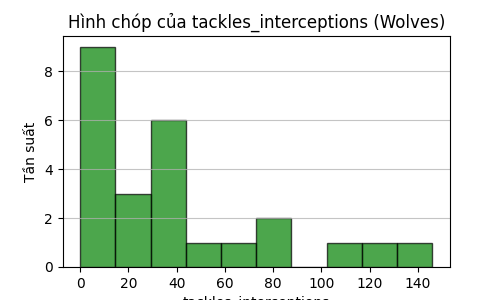 Hình chóp của tackles_interceptions (Wolves)
Tần suất
8
6
4
2
0
0 20 40 60 80 100 120 140
tackles_interceptions